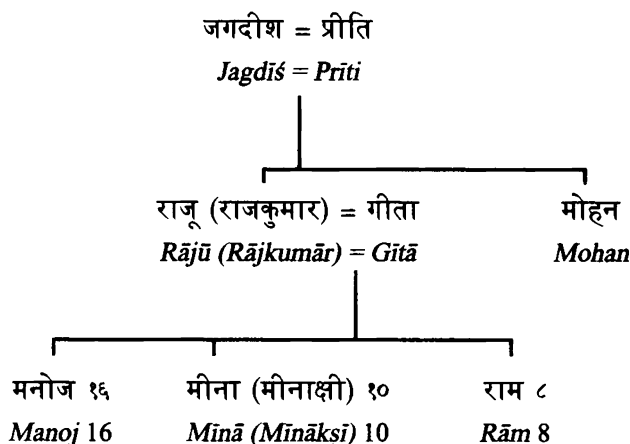 जगदीश = प्रीति
Jagdīś = Prīti
राजू (राजकुमार) = गीता मोहन
Rājū (Rājkumār) = Gītā Mohan
मनोज १६ मीना (मीनाक्षी) १० राम ८
Manoj 16 Mīnā (Mīnākṣī) 10 Rām 8